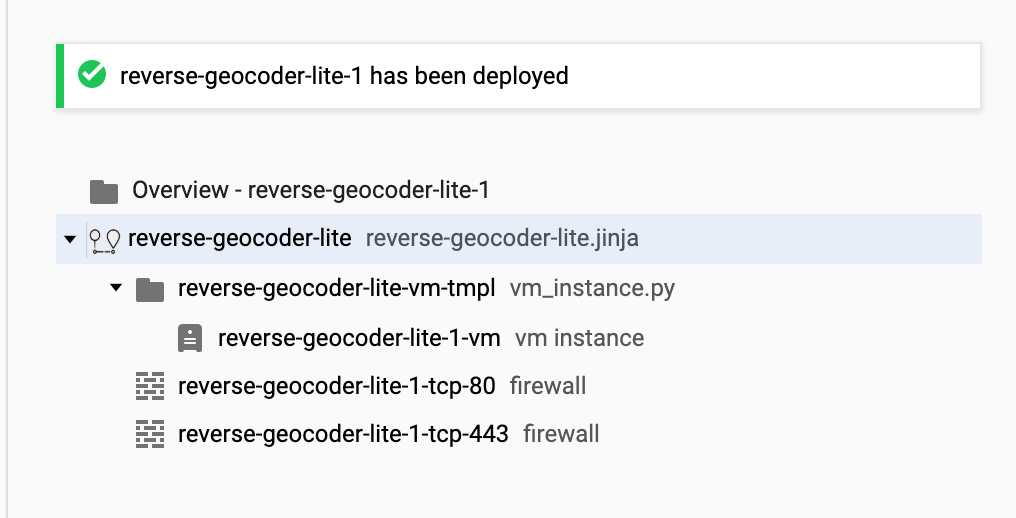 reverse-geocoder-lite-1 has been deployed
Overview - reverse-geocoder-lite-1
reverse-geocoder-lite reverse-geocoder-lite.jinja
reverse-geocoder-lite-vm-tmpl vm_instance.py
reverse-geocoder-lite-1-vm vm instance
reverse-geocoder-lite-1-tcp-80 firewall
reverse-geocoder-lite-1-tcp-443 firewall